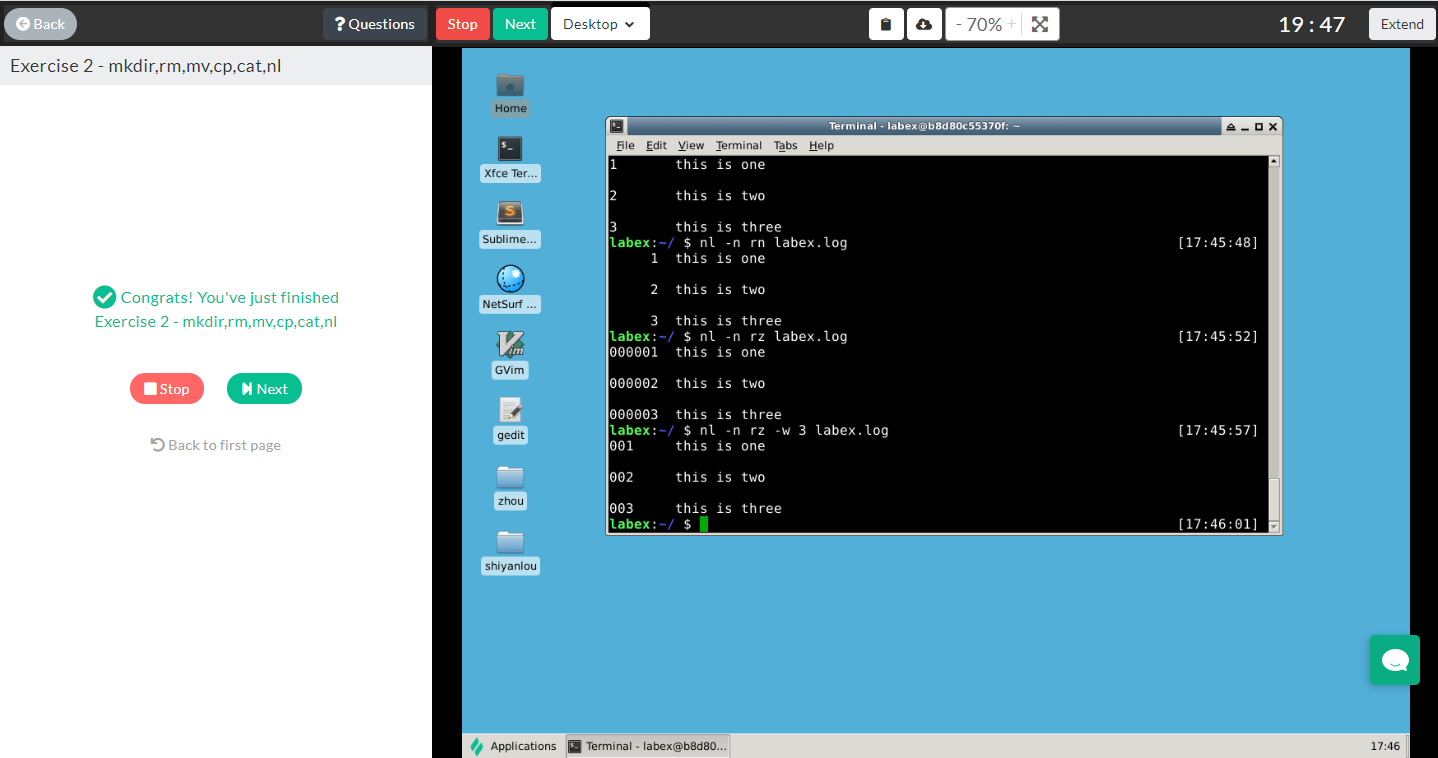 Back
Questions
Stop
Next
Desktop
- 70% +
19 : 47
Extend
Exercise 2 - mkdir,rm,mv,cp,cat,nl
Congrats! You've just finished
Exercise 2 - mkdir,rm,mv,cp,cat,nl
Stop
Next
Back to first page
Home
Xfce Ter...
Sublime...
NetSurf ...
GVim
gedit
zhou
shiyanlou
Terminal - labex@b8d80c55370f: ~
File Edit View Terminal Tabs Help
1 this is one
2 this is two
3 this is three
labex:~/ $ nl -n rn labex.log [17:45:48]
1 this is one
2 this is two
3 this is three
labex:~/ $ nl -n rz labex.log [17:45:52]
000001 this is one
000002 this is two
000003 this is three
labex:~/ $ nl -n rz -w 3 labex.log [17:45:57]
001 this is one
002 this is two
003 this is three
labex:~/ $ [17:46:01]
Applications
Terminal - labex@b8d80...
17:46